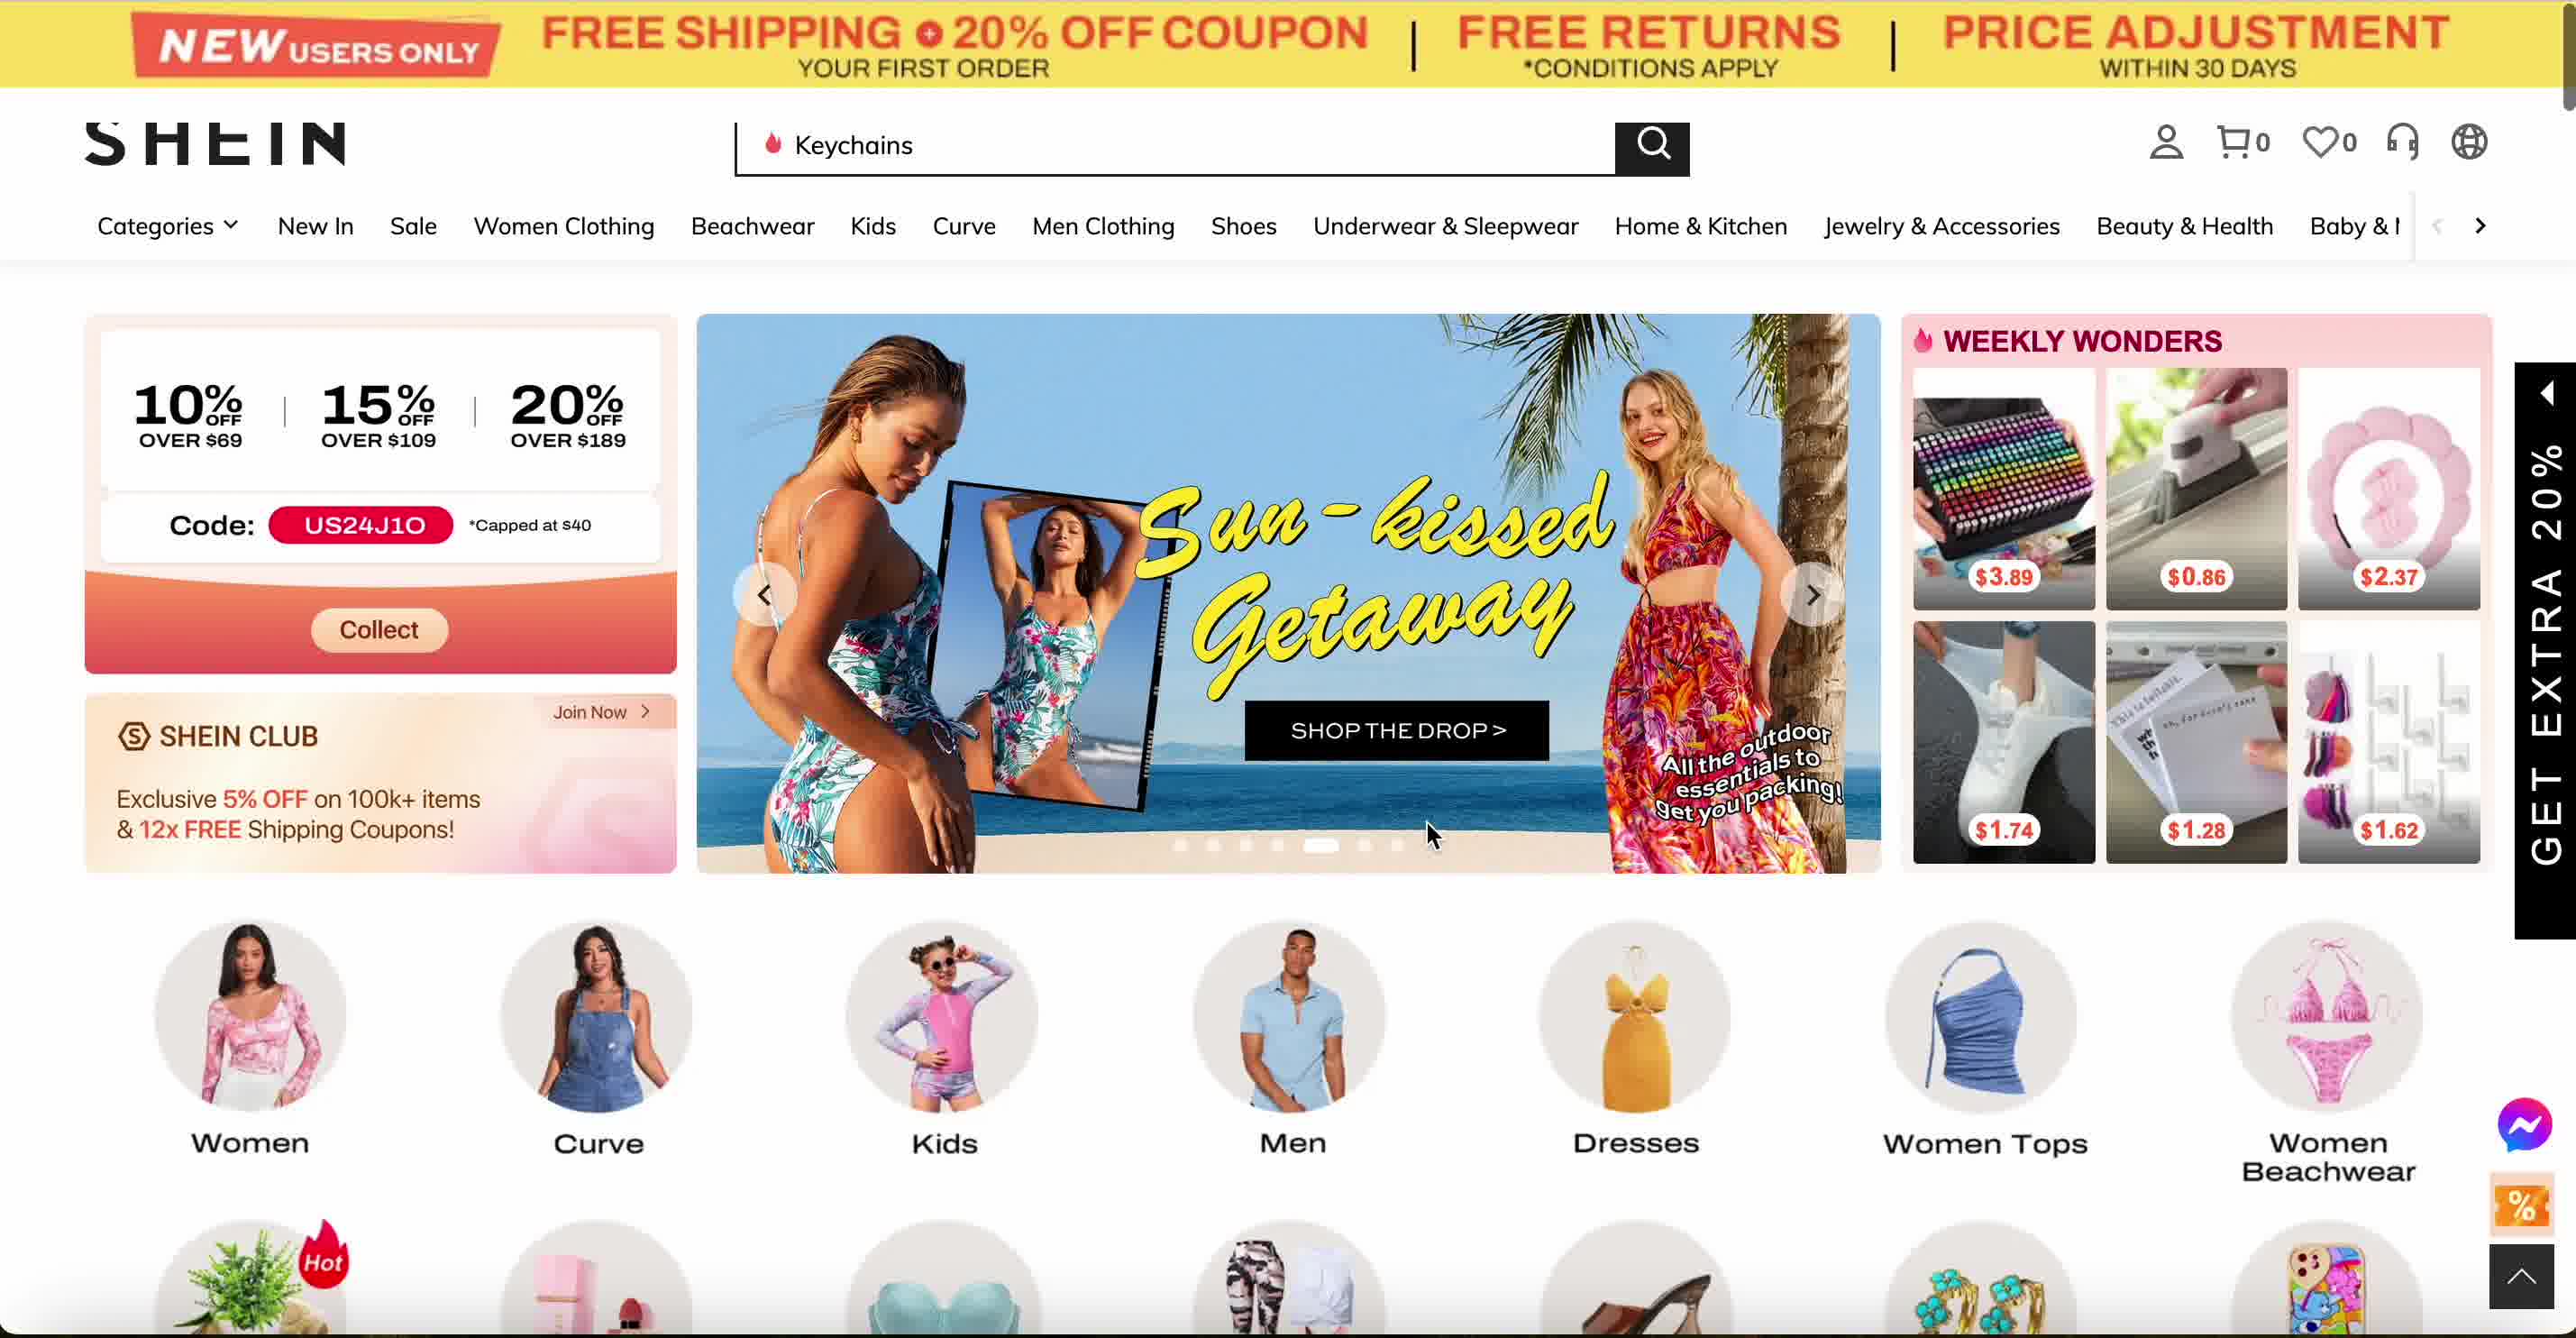 NEW USERS ONLY
FREE SHIPPING + 20% OFF COUPON
YOUR FIRST ORDER
FREE RETURNS
*CONDITIONS APPLY
PRICE ADJUSTMENT
WITHIN 30 DAYS
SHEIN
Keychains
0
0
Categories
New In
Sale
Women Clothing
Beachwear
Kids
Curve
Men Clothing
Shoes
Underwear & Sleepwear
Home & Kitchen
Jewelry & Accessories
Beauty & Health
Baby &
10% OFF
OVER $69
15% OFF
OVER $109
20% OFF
OVER $189
Code: US24J1O *Capped at $40
Collect
SHEIN CLUB
Join Now >
Exclusive 5% OFF on 100k+ items
& 12x FREE Shipping Coupons!
Sun-kissed
Getaway
SHOP THE DROP >
All the outdoor
essentials to
get you packing!
WEEKLY WONDERS
$3.89
$0.86
$2.37
$1.74
$1.28
$1.62
GET EXTRA 20%
Women
Curve
Kids
Men
Dresses
Women Tops
Women
Beachwear
Hot
%